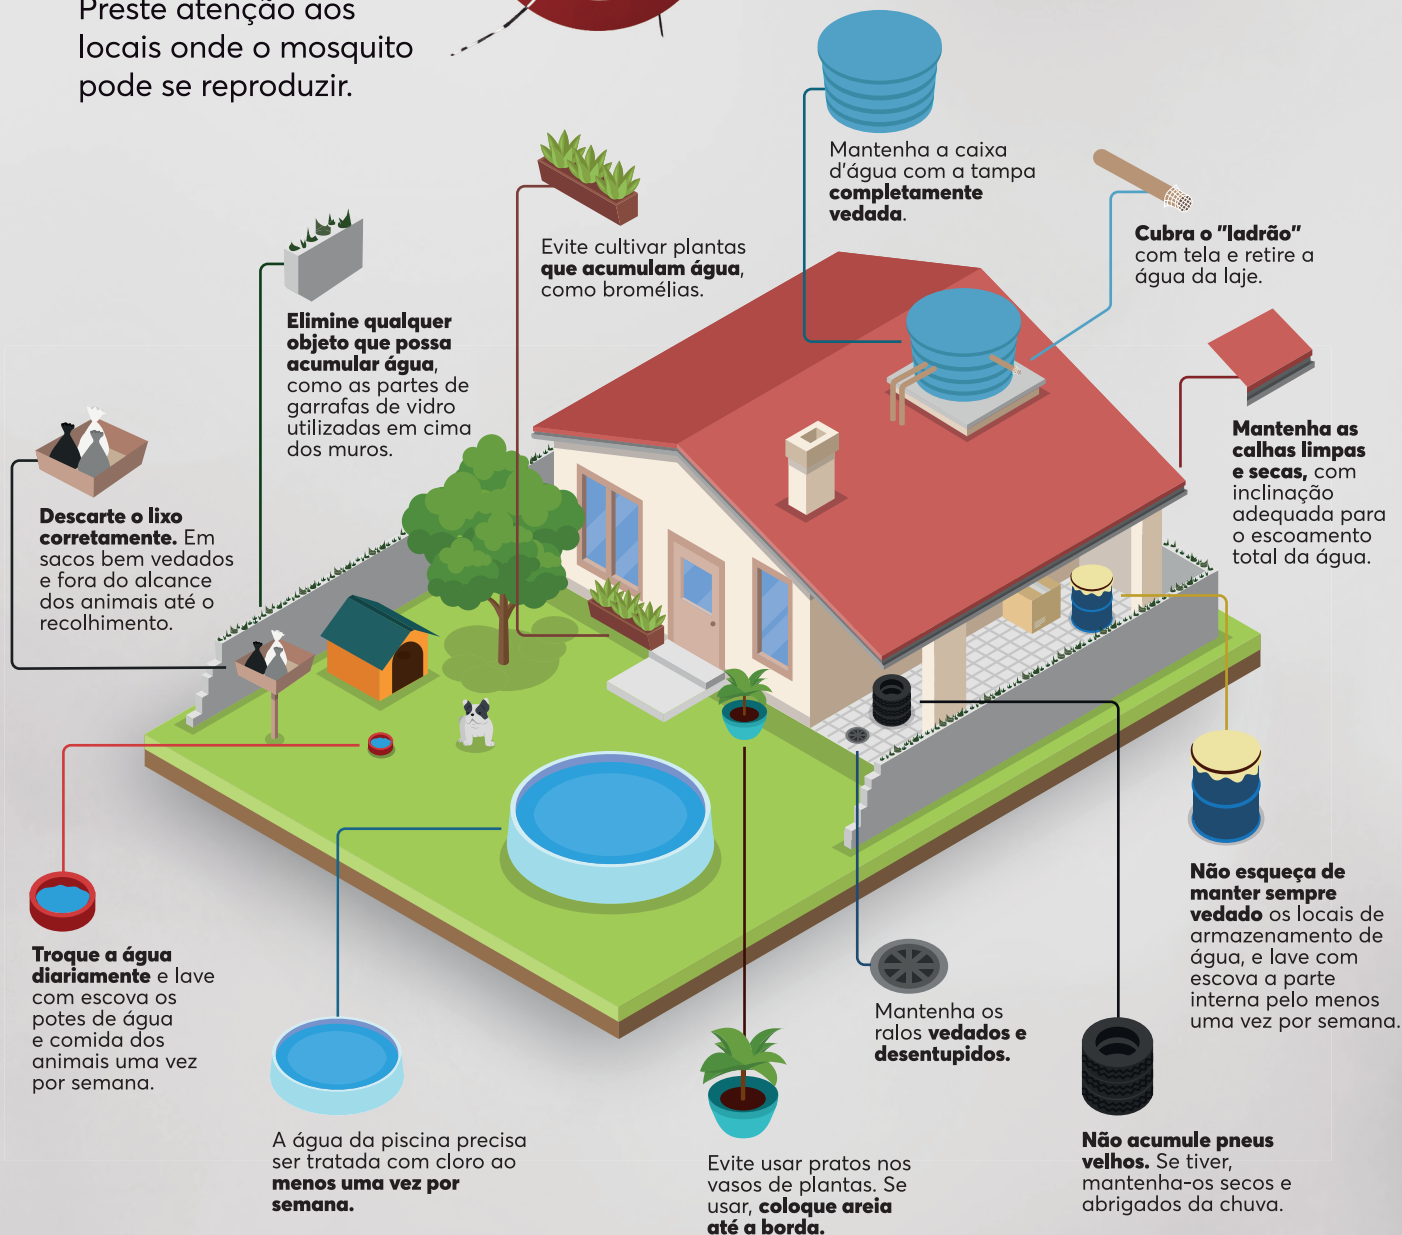 Preste atenção aos
locais onde o mosquito
pode se reproduzir.
Mantenha a caixa
d'água com a tampa
completamente
vedada.
Cubra o "ladrão"
com tela e retire a
água da laje.
Evite cultivar plantas
que acumulam água,
como bromélias.
Elimine qualquer
objeto que possa
acumular água,
como as partes de
garrafas de vidro
utilizadas em cima
dos muros.
Mantenha as
calhas limpas
e secas, com
inclinação
adequada para
o escoamento
total da água.
Descarte o lixo
corretamente. Em
sacos bem vedados
e fora do alcance
dos animais até o
recolhimento.
Não esqueça de
manter sempre
vedado os locais de
armazenamento de
água, e lave com
escova a parte
interna pelo menos
uma vez por semana.
Troque a água
diariamente e lave
com escova os
potes de água
e comida dos
animais uma vez
por semana.
Mantenha os
ralos vedados e
desentupidos.
A água da piscina precisa
ser tratada com cloro ao
menos uma vez por
semana.
Evite usar pratos nos
vasos de plantas. Se
usar, coloque areia
até a borda.
Não acumule pneus
velhos. Se tiver,
mantenha-os secos e
abrigados da chuva.